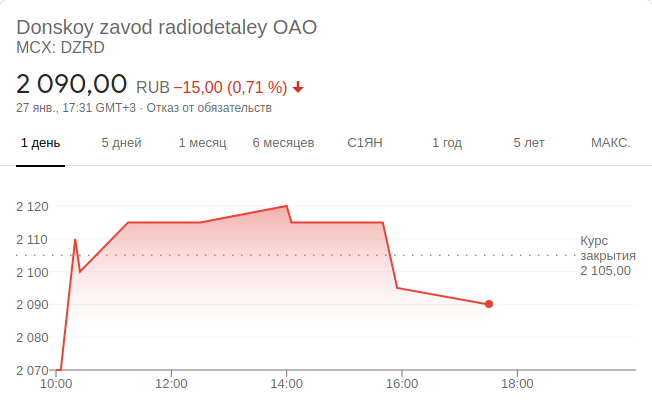 Donskoy zavod radiodetaley OAO
MCX: DZRD
2 090,00 RUB −15,00 (0,71 %)
27 янв., 17:31 GMT+3 · Отказ от обязательств
1 день 5 дней 1 месяц 6 месяцев С1ЯН 1 год 5 лет МАКС.
2 120
2 110
Курс
закрытия
2 105,00
2 100
2 090
2 080
2 070
10:00 12:00 14:00 16:00 18:00